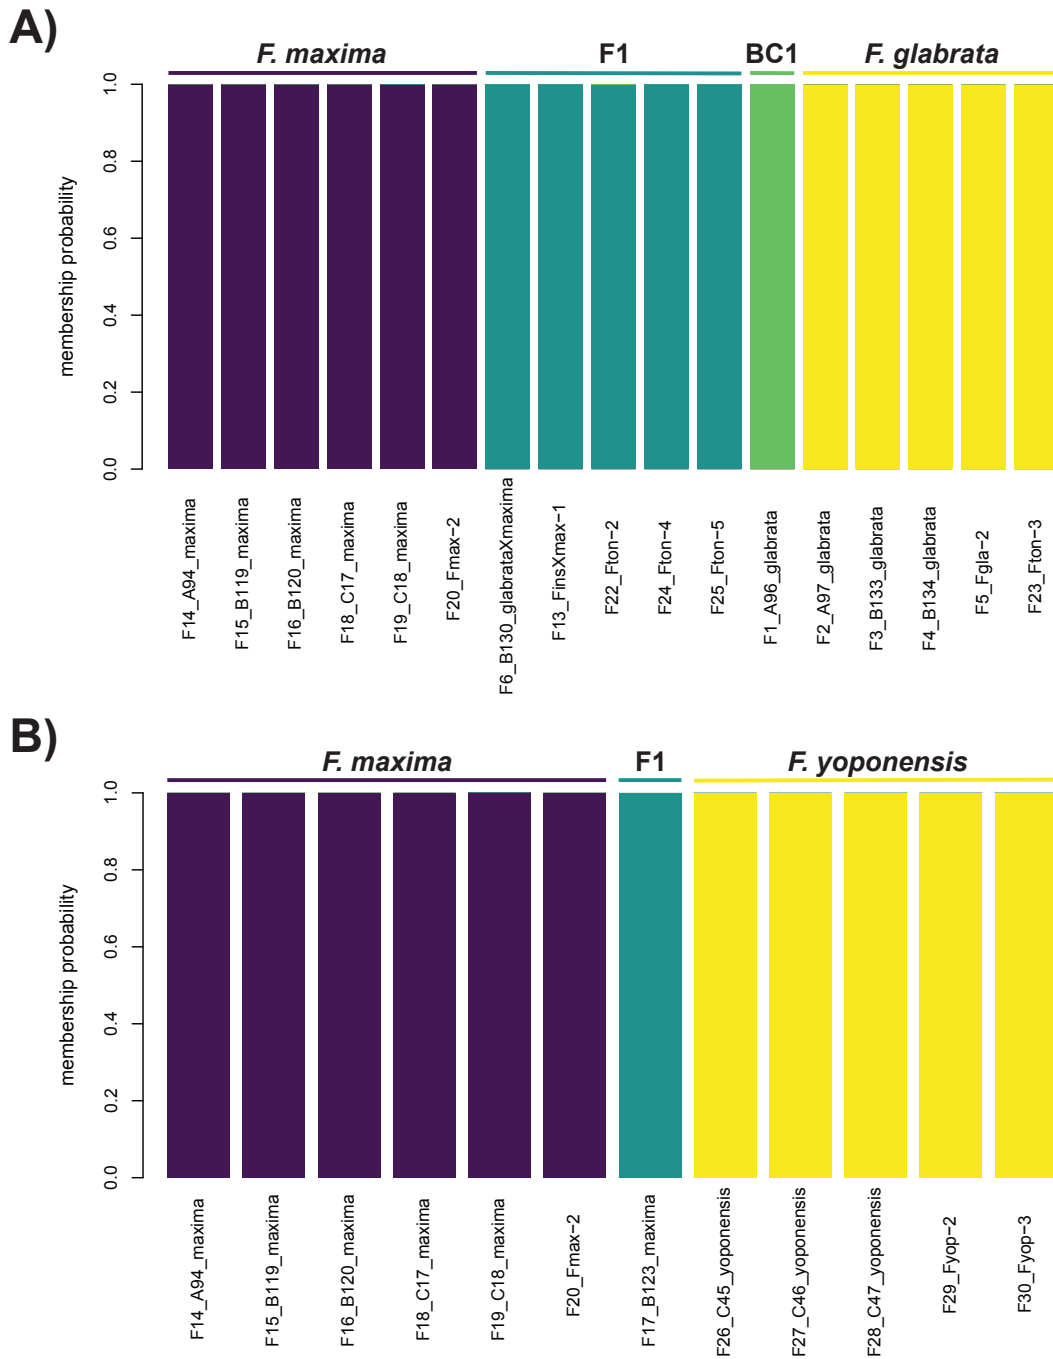 A)
F. maxima F1 BC1 F. glabrata
membership probability
1.0
0.8
0.6
0.4
0.2
0.0
F14_A94_maxima
F15_B119_maxima
F16_B120_maxima
F18_C17_maxima
F19_C18_maxima
F20_Fmax−2
F6_B130_glabrataXmaxima
F13_FinsXmax−1
F22_Fton−2
F24_Fton−4
F25_Fton−5
F1_A96_glabrata
F2_A97_glabrata
F3_B133_glabrata
F4_B134_glabrata
F5_Fgla−2
F23_Fton−3
B)
F. maxima F1 F. yoponensis
membership probability
1.0
0.8
0.6
0.4
0.2
0.0
F14_A94_maxima
F15_B119_maxima
F16_B120_maxima
F18_C17_maxima
F19_C18_maxima
F20_Fmax−2
F17_B123_maxima
F26_C45_yoponensis
F27_C46_yoponensis
F28_C47_yoponensis
F29_Fyop−2
F30_Fyop−3